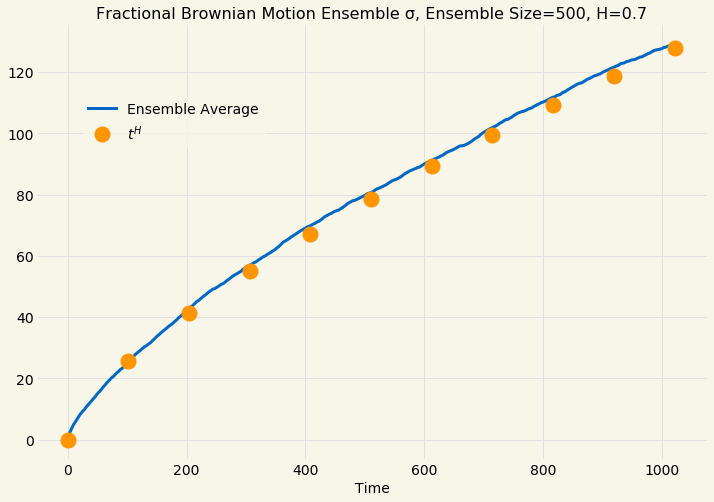 Fractional Brownian Motion Ensemble σ, Ensemble Size=500, H=0.7
120
100
80
60
40
20
0
Ensemble Average
t^H
0 200 400 600 800 1000
Time